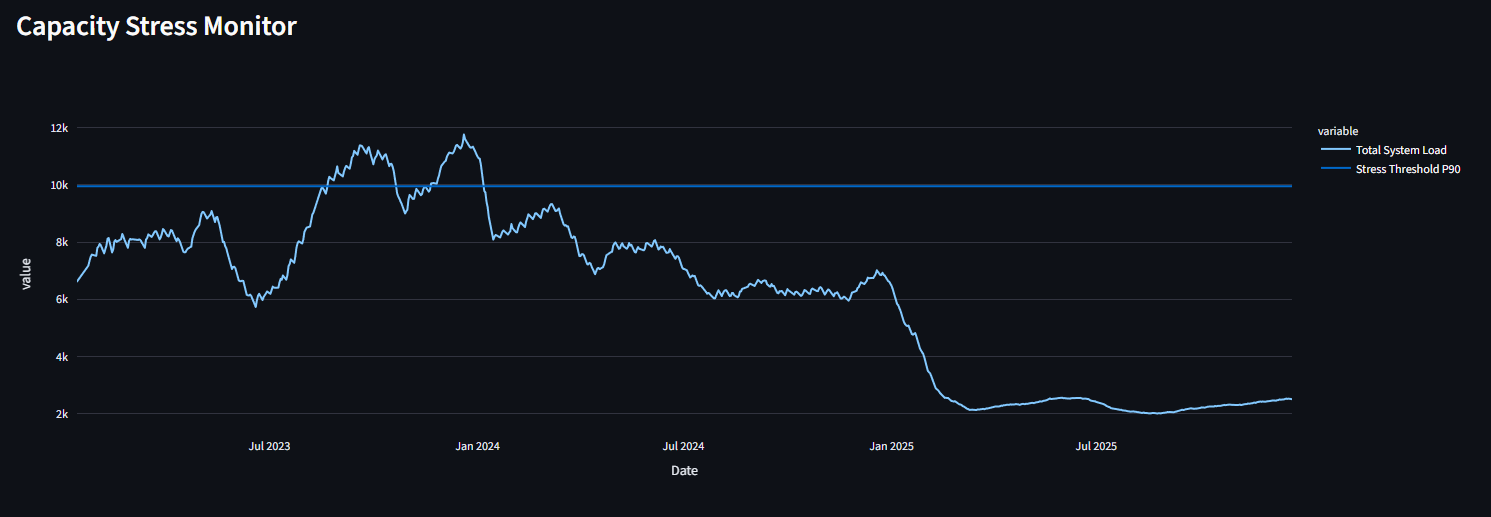 Capacity Stress Monitor
12k
10k
8k
6k
4k
2k
value
Jul 2023
Jan 2024
Jul 2024
Jan 2025
Jul 2025
Date
variable
Total System Load
Stress Threshold P90